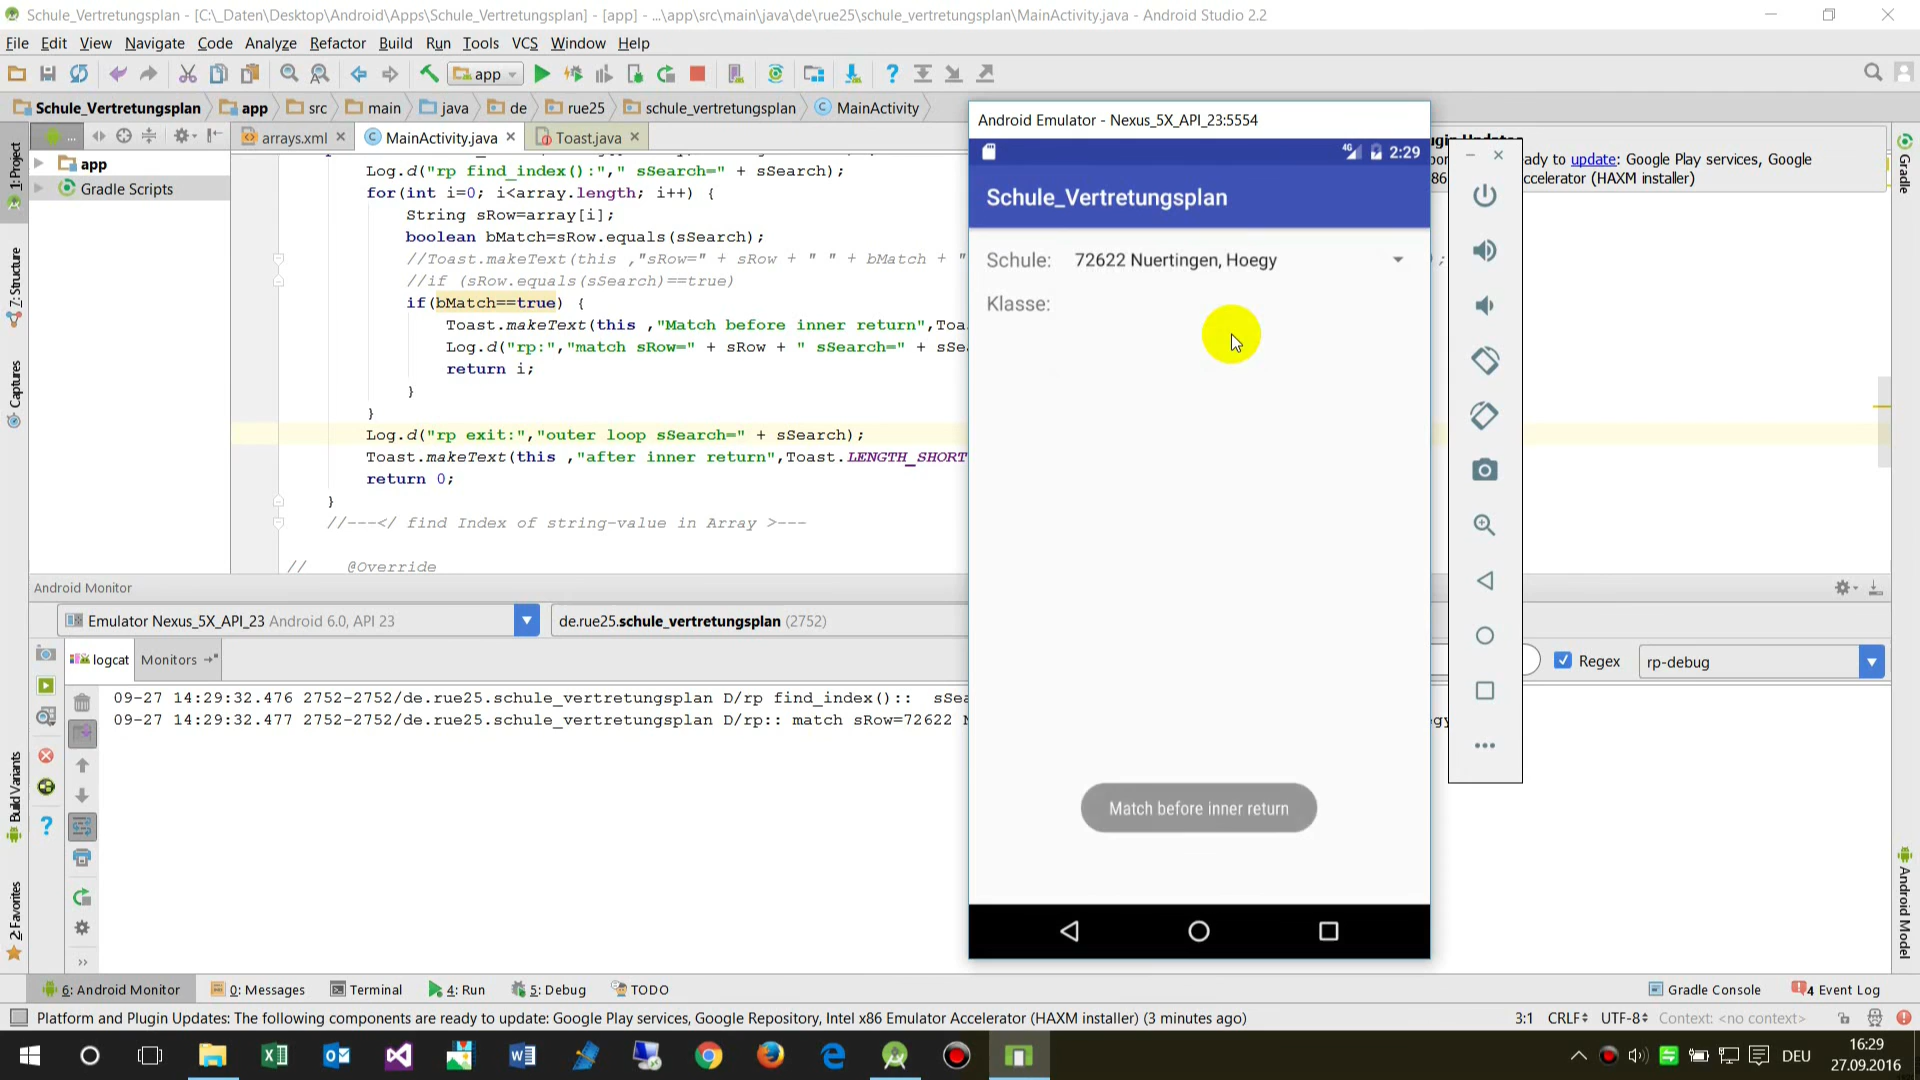 Schule_Vertretungsplan - [C:\_Daten\Desktop\Android\Apps\Schule_Vertretungsplan] - [app] - ...\app\src\main\java\de\rue25\schule_vertretungsplan\MainActivity.java - Android Studio 2.2
File Edit View Navigate Code Analyze Refactor Build Run Tools VCS Window Help
app
Schule_Vertretungsplan app src main java de rue25 schule_vertretungsplan MainActivity
arrays.xml MainActivity.java Toast.java
app
Gradle Scripts
1: Project
7: Structure
Captures
Build Variants
2: Favorites
Log.d("rp find_index():"," sSearch=" + sSearch);
for(int i=0; i<array.length; i++) {
String sRow=array[i];
boolean bMatch=sRow.equals(sSearch);
//Toast.makeText(this ,"sRow=" + sRow + " " + bMatch + "
//if (sRow.equals(sSearch)==true)
if(bMatch==true) {
Toast.makeText(this ,"Match before inner return",Toa
Log.d("rp:","match sRow=" + sRow + " sSearch=" + sSe
return i;
}
}
Log.d("rp exit:","outer loop sSearch=" + sSearch);
Toast.makeText(this ,"after inner return",Toast.LENGTH_SHORT
return 0;
}
//---</ find Index of string-value in Array >---
// @Override
Android Emulator - Nexus_5X_API_23:5554
4G 2:29
Schule_Vertretungsplan
Schule: 72622 Nuertingen, Hoegy
Klasse:
Match before inner return
ady to update: Google Play services, Google
ccelerator (HAXM installer)
Gradle
Android Model
Android Monitor
Emulator Nexus_5X_API_23 Android 6.0, API 23
de.rue25.schule_vertretungsplan (2752)
logcat Monitors
Regex
rp-debug
09-27 14:29:32.476 2752-2752/de.rue25.schule_vertretungsplan D/rp find_index():: sSea
09-27 14:29:32.477 2752-2752/de.rue25.schule_vertretungsplan D/rp:: match sRow=72622 N
egy
6: Android Monitor 0: Messages Terminal 4: Run 5: Debug TODO
Gradle Console 4 Event Log
Platform and Plugin Updates: The following components are ready to update: Google Play services, Google Repository, Intel x86 Emulator Accelerator (HAXM installer) (3 minutes ago)
3:1 CRLF UTF-8 Context: <no context>
DEU
16:29
27.09.2016